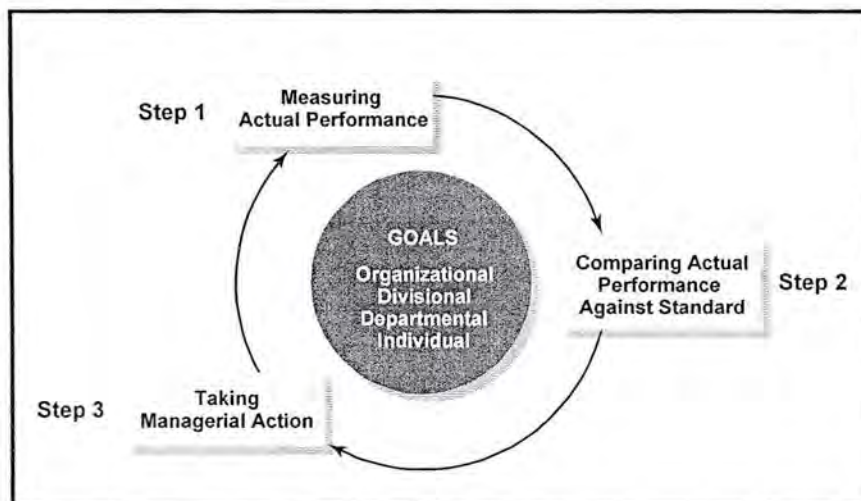 Step 1
Measuring
Actual Performance
GOALS
Organizational
Divisional
Departmental
Individual
Comparing Actual
Performance
Against Standard
Step 2
Step 3
Taking
Managerial Action